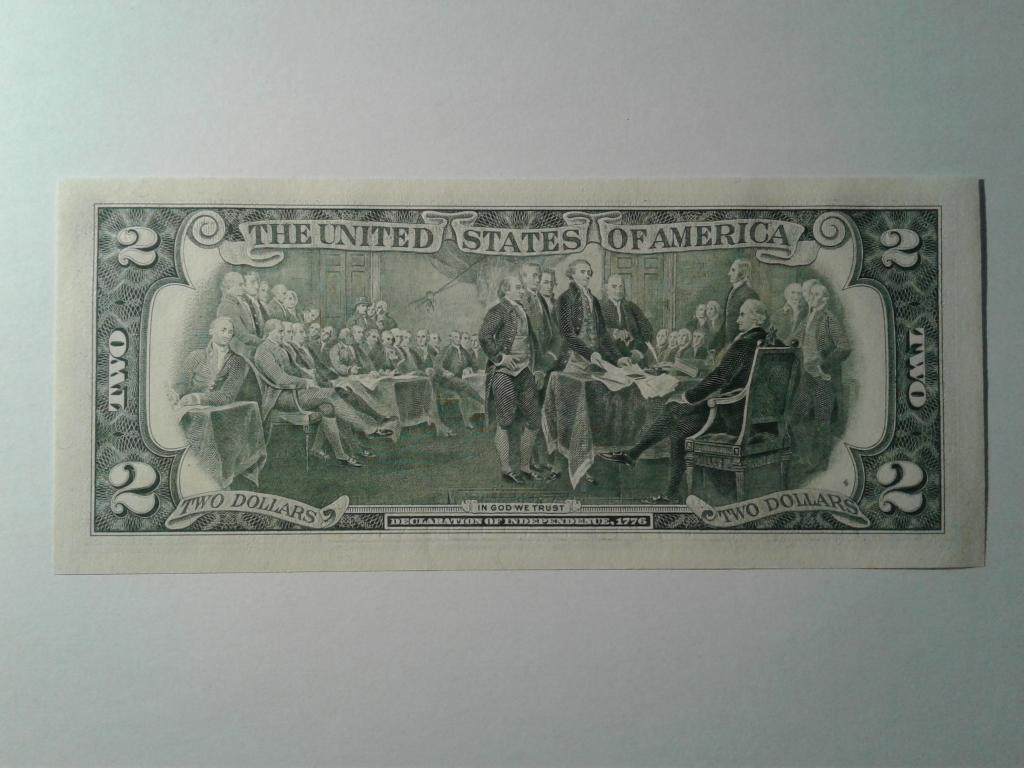 THE UNITED STATES OF AMERICA
2 2
TWO TWO
2 2
TWO DOLLARS TWO DOLLARS
IN GOD WE TRUST
DECLARATION OF INDEPENDENCE, 1776